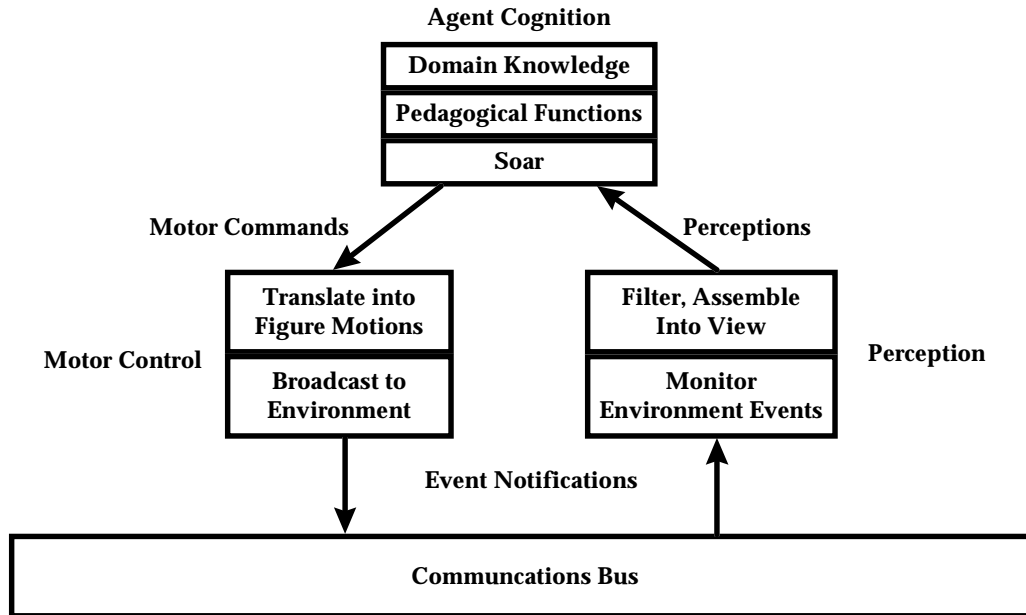 Agent Cognition
Domain Knowledge
Pedagogical Functions
Soar
Motor Commands
Perceptions
Translate into
Figure Motions
Filter, Assemble
Into View
Motor Control
Perception
Broadcast to
Environment
Monitor
Environment Events
Event Notifications
Communcations Bus